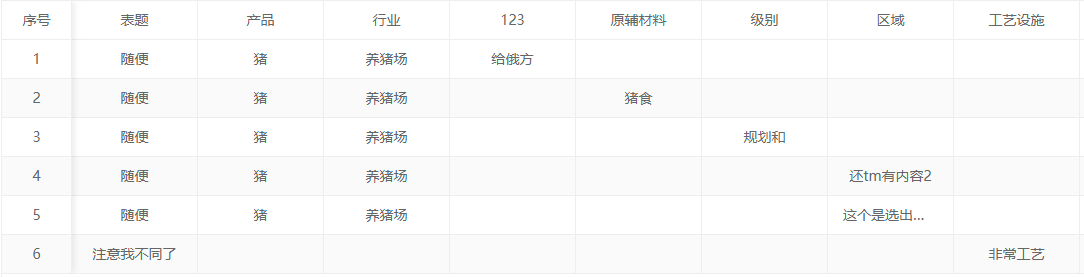 序号 表题 产品 行业 123 原辅材料 级别 区域 工艺设施
1 随便 猪 养猪场 给俄方
2 随便 猪 养猪场 猪食
3 随便 猪 养猪场 规划和
4 随便 猪 养猪场 还tm有内容2
5 随便 猪 养猪场 这个是选出...
6 注意我不同了 非常工艺